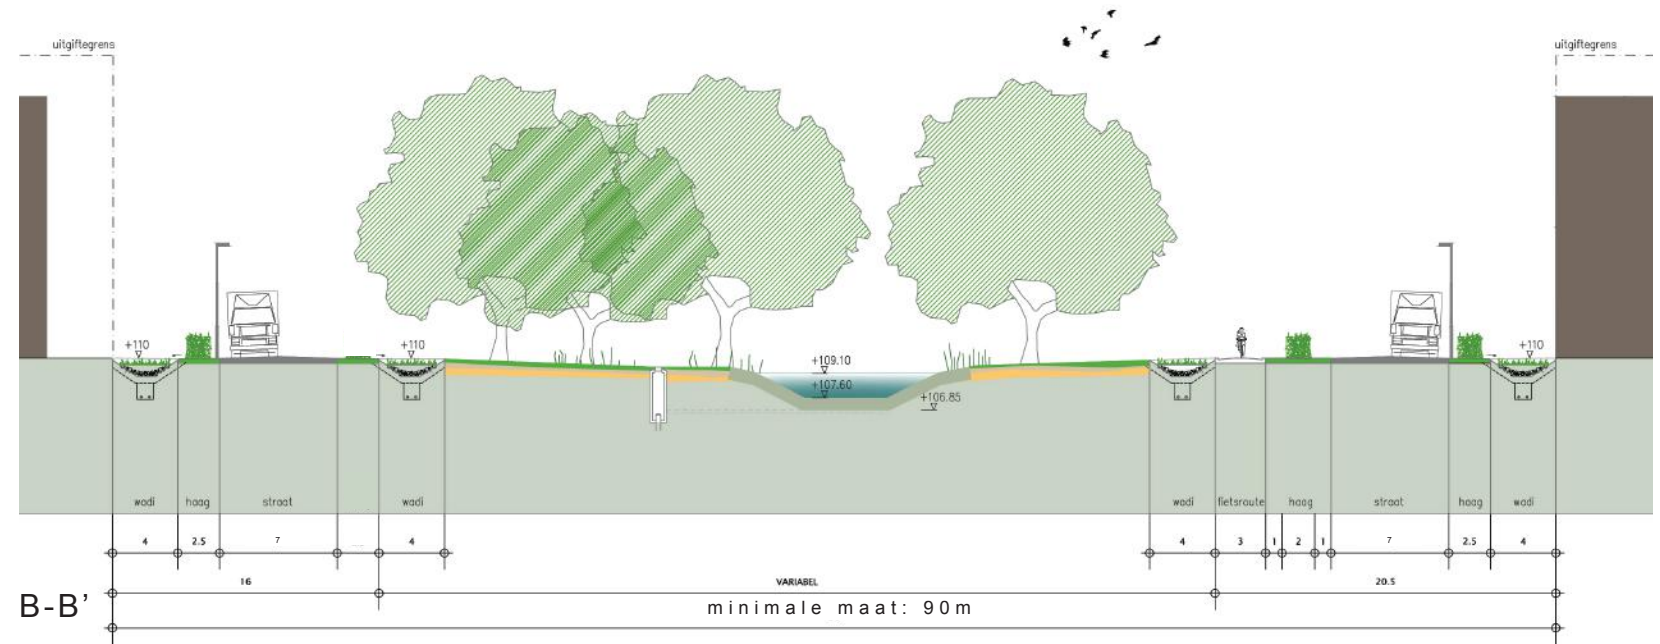 uitgiftegrens uitgiftegrens
+110 +110 +110
+109.10
+107.60
+106.85
wadi haag straat wadi wadi fietsroute haag straat haag wadi
4 2.5 7 4 4 3 1 2 1 7 2.5 4
16 VARIABEL 20.5
B-B’ minimale maat: 90m